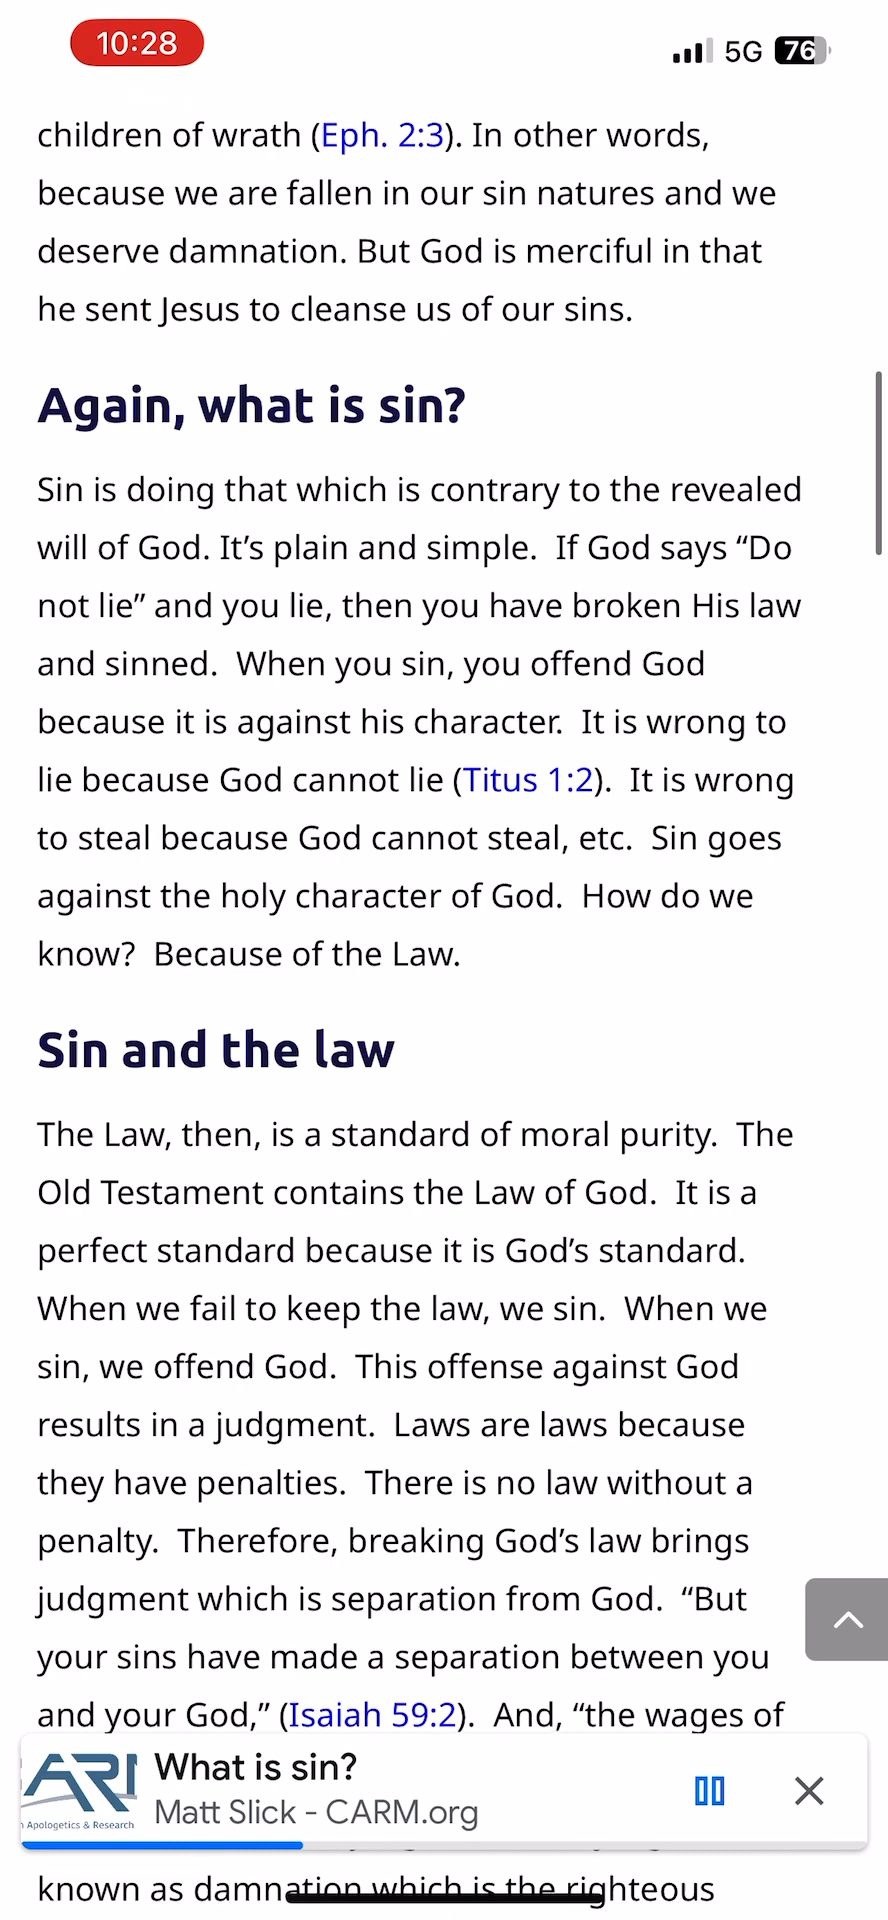 10:28
5G 76
children of wrath (Eph. 2:3). In other words,
because we are fallen in our sin natures and we
deserve damnation. But God is merciful in that
he sent Jesus to cleanse us of our sins.
Again, what is sin?
Sin is doing that which is contrary to the revealed
will of God. It’s plain and simple.  If God says “Do
not lie” and you lie, then you have broken His law
and sinned.  When you sin, you offend God
because it is against his character.  It is wrong to
lie because God cannot lie (Titus 1:2).  It is wrong
to steal because God cannot steal, etc.  Sin goes
against the holy character of God.  How do we
know?  Because of the Law.
Sin and the law
The Law, then, is a standard of moral purity.  The
Old Testament contains the Law of God.  It is a
perfect standard because it is God’s standard.
When we fail to keep the law, we sin.  When we
sin, we offend God.  This offense against God
results in a judgment.  Laws are laws because
they have penalties.  There is no law without a
penalty.  Therefore, breaking God’s law brings
judgment which is separation from God.  “But
your sins have made a separation between you
and your God,” (Isaiah 59:2).  And, “the wages of
ARI
Apologetics & Research
What is sin?
Matt Slick - CARM.org
known as damnation which is the righteous